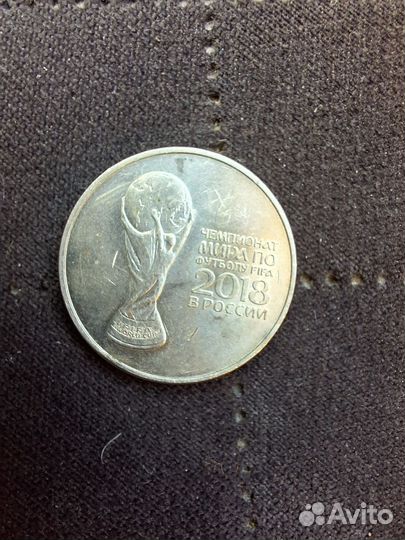 ЧЕМПИОНАТ
МИРА ПО
ФУТБОЛУ FIFA
2018
В РОССИИ
Avito